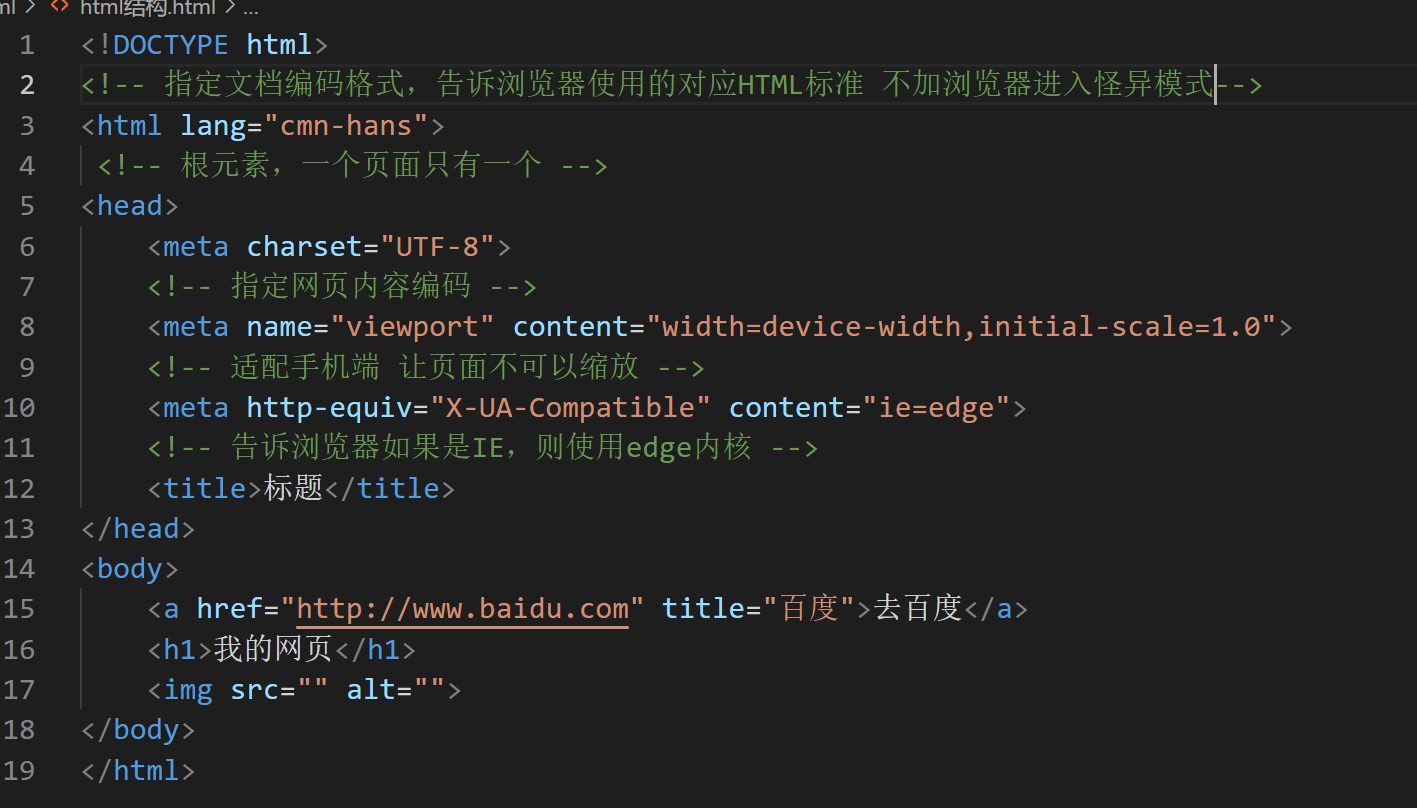 ml > <> html结构.html > ...
1 <!DOCTYPE html>
2 <!-- 指定文档编码格式，告诉浏览器使用的对应HTML标准 不加浏览器进入怪异模式-->
3 <html lang="cmn-hans">
4 <!-- 根元素，一个页面只有一个 -->
5 <head>
6 <meta charset="UTF-8">
7 <!-- 指定网页内容编码 -->
8 <meta name="viewport" content="width=device-width,initial-scale=1.0">
9 <!-- 适配手机端 让页面不可以缩放 -->
10 <meta http-equiv="X-UA-Compatible" content="ie=edge">
11 <!-- 告诉浏览器如果是IE，则使用edge内核 -->
12 <title>标题</title>
13 </head>
14 <body>
15 <a href="http://www.baidu.com" title="百度">去百度</a>
16 <h1>我的网页</h1>
17 <img src="" alt="">
18 </body>
19 </html>